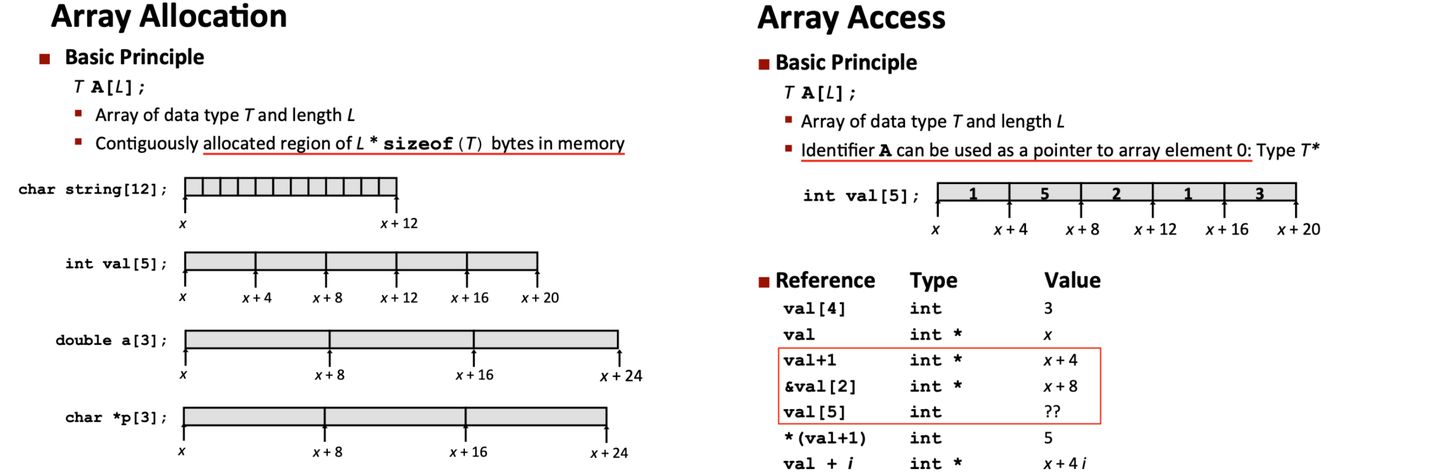 Array Allocation
Basic Principle
T A[L];
Array of data type T and length L
Contiguously allocated region of L * sizeof (T) bytes in memory
char string[12];
x x + 12
int val[5];
x x + 4 x + 8 x + 12 x + 16 x + 20
double a[3];
x x + 8 x + 16 x + 24
char *p[3];
x x + 8 x + 16 x + 24
Array Access
Basic Principle
T A[L];
Array of data type T and length L
Identifier A can be used as a pointer to array element 0: Type T*
int val[5]; 1 5 2 1 3
x x + 4 x + 8 x + 12 x + 16 x + 20
Reference Type Value
val[4] int 3
val int * x
val+1 int * x + 4
&val[2] int * x + 8
val[5] int ??
*(val+1) int 5
val + i int * x + 4 i